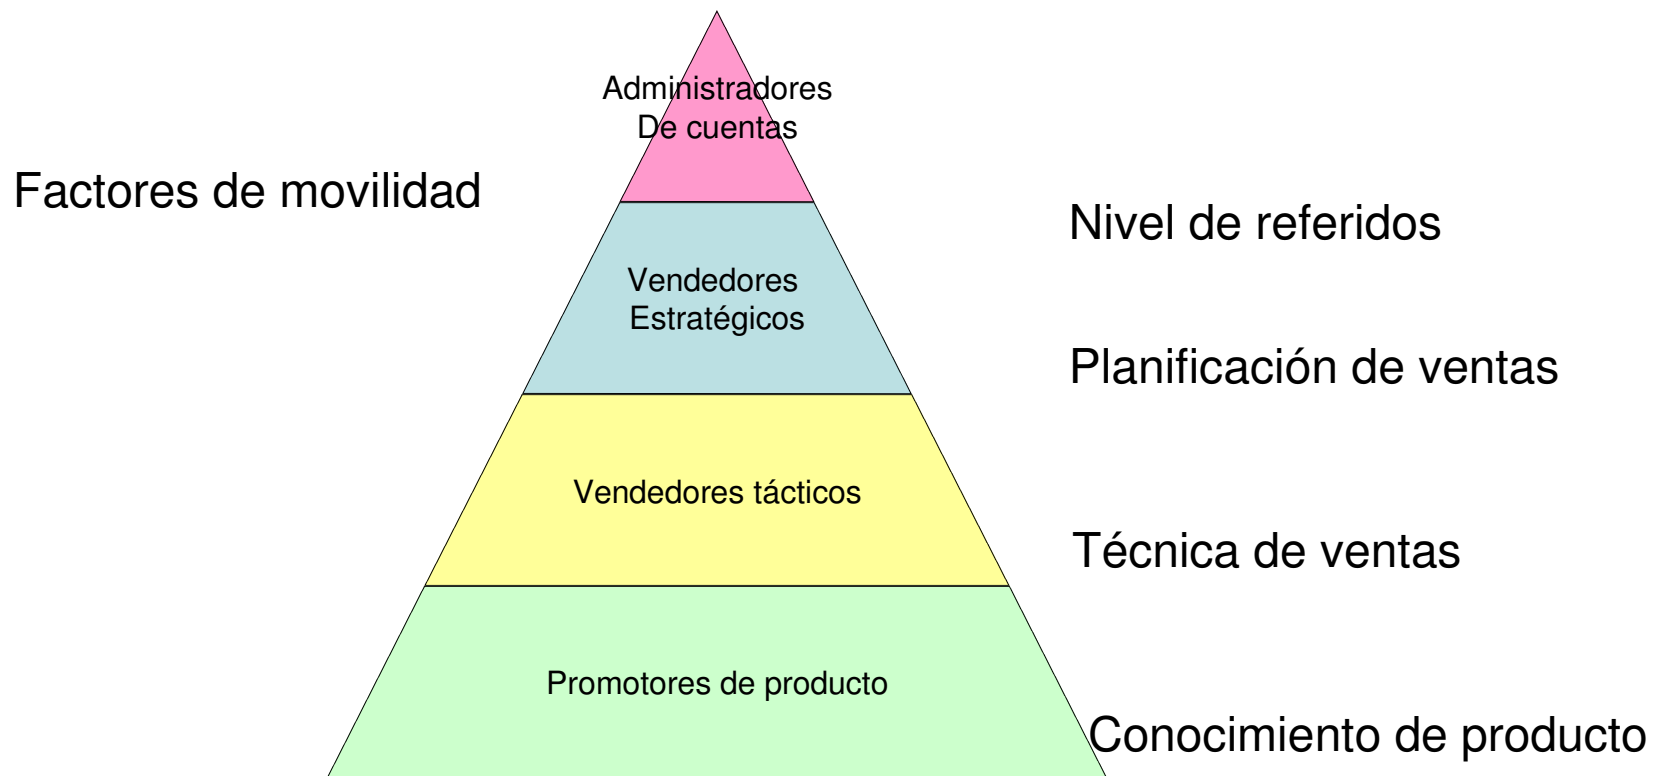 Administradores
De cuentas
Factores de movilidad
Nivel de referidos
Vendedores
Estratégicos
Planificación de ventas
Vendedores tácticos
Técnica de ventas
Promotores de producto
Conocimiento de producto